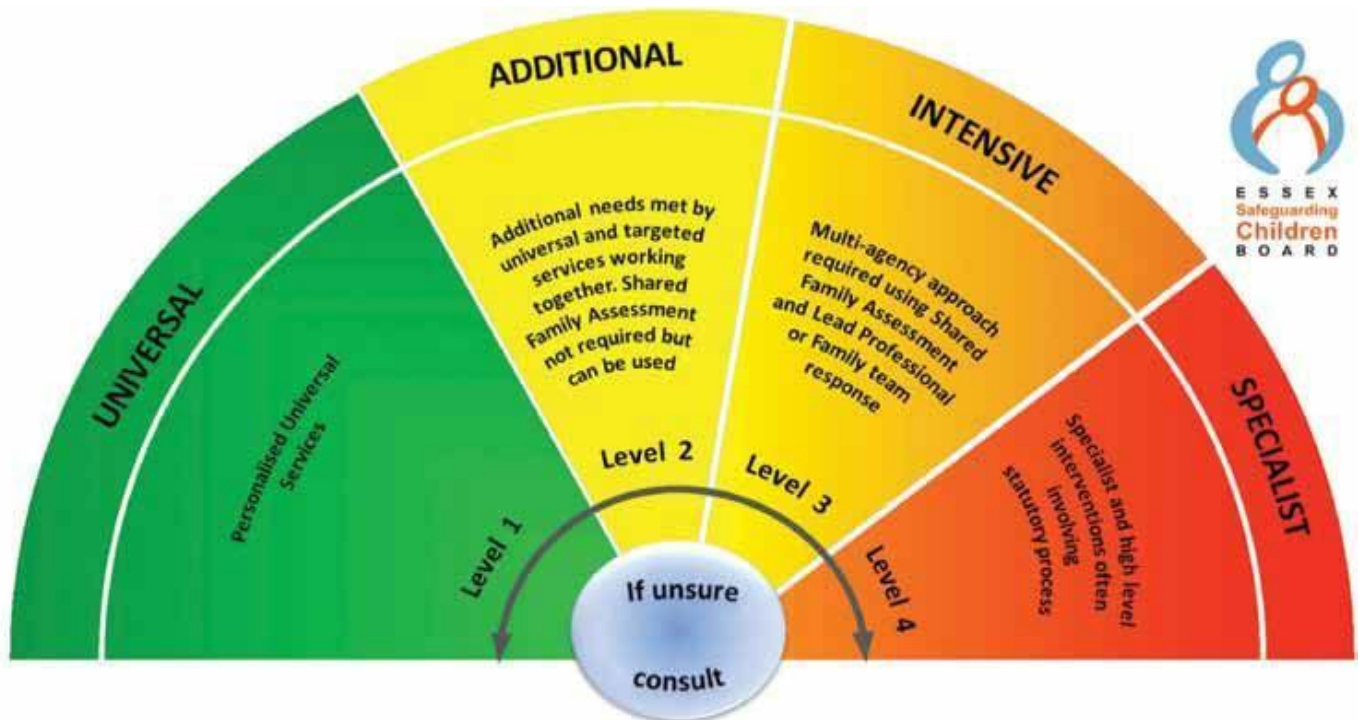 UNIVERSAL
Personalised Universal
Services
Level 1
ADDITIONAL
Additional needs met by
universal and targeted
services working
together. Shared
Family Assessment
not required but
can be used
Level 2
INTENSIVE
Multi-agency approach
required using Shared
Family Assessment
and Lead Professional
or Family team
response
Level 3
SPECIALIST
Specialist and high level
interventions often
involving
statutory process
Level 4
If unsure
consult
ESSEX
Safeguarding
Children
BOARD